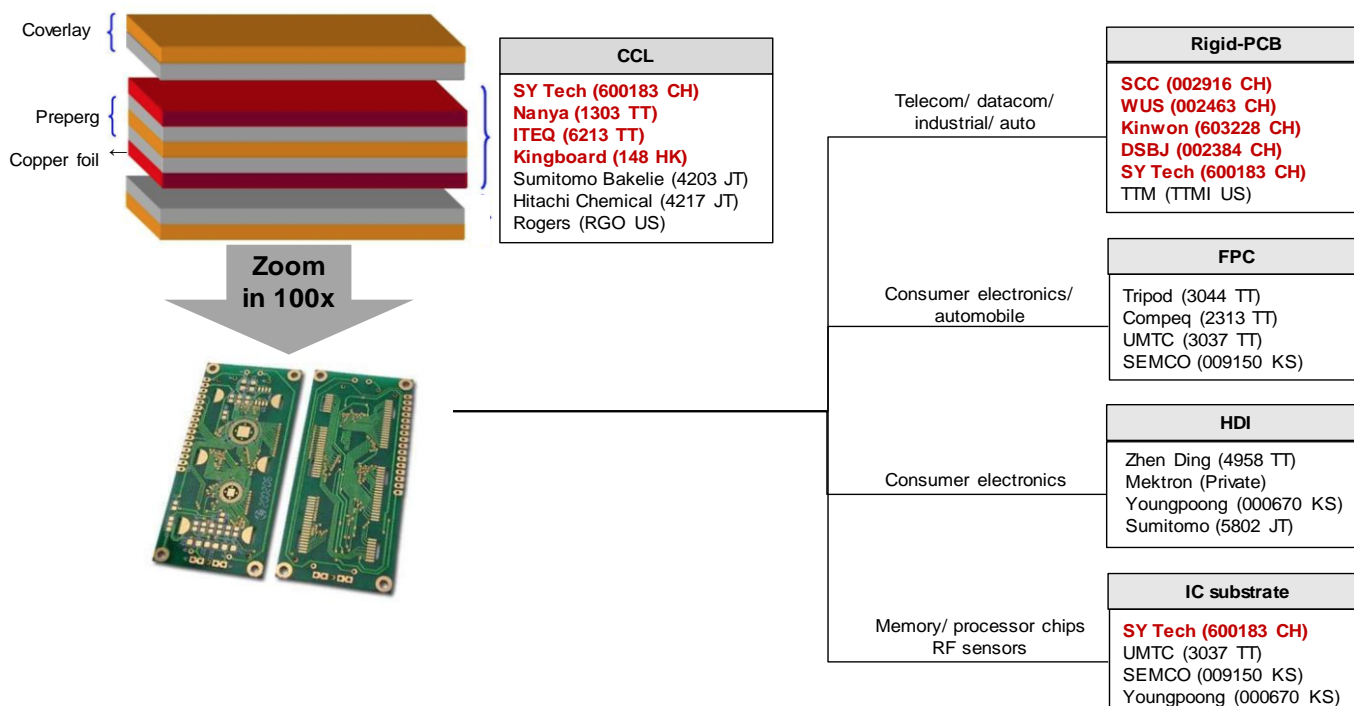 Coverlay
Preperg
Copper foil
←
Zoom
in 100x
CCL
SY Tech (600183 CH)
Nanya (1303 TT)
ITEQ (6213 TT)
Kingboard (148 HK)
Sumitomo Bakelie (4203 JT)
Hitachi Chemical (4217 JT)
Rogers (RGO US)
Telecom/ datacom/
industrial/ auto
Rigid-PCB
SCC (002916 CH)
WUS (002463 CH)
Kinwon (603228 CH)
DSBJ (002384 CH)
SY Tech (600183 CH)
TTM (TTMI US)
Consumer electronics/
automobile
FPC
Tripod (3044 TT)
Compeq (2313 TT)
UMTC (3037 TT)
SEMCO (009150 KS)
Consumer electronics
HDI
Zhen Ding (4958 TT)
Mektron (Private)
Youngpoong (000670 KS)
Sumitomo (5802 JT)
Memory/ processor chips
RF sensors
IC substrate
SY Tech (600183 CH)
UMTC (3037 TT)
SEMCO (009150 KS)
Youngpoong (000670 KS)